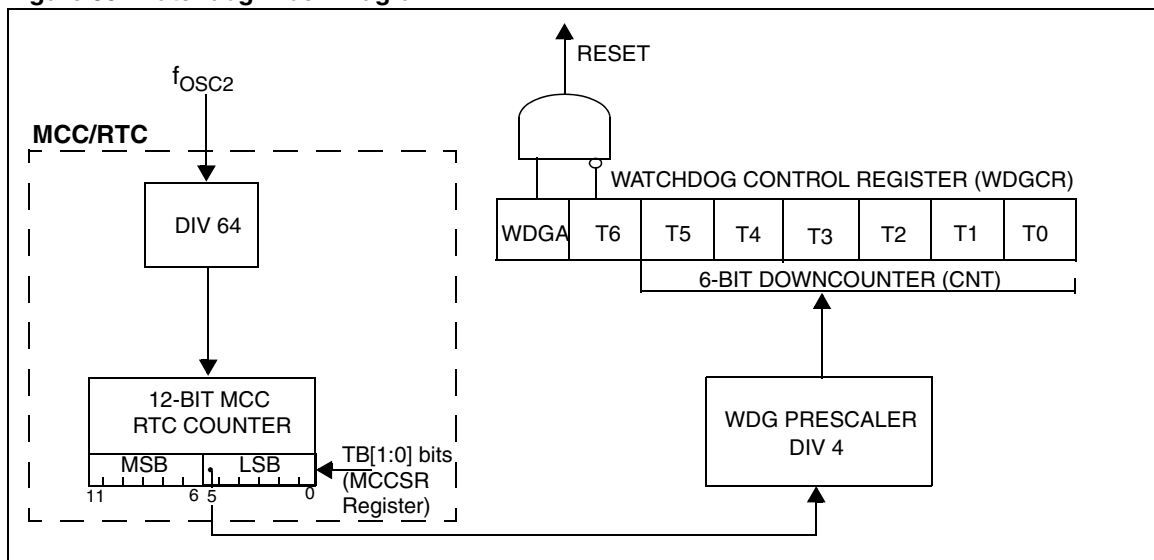 RESET
fOSC2
MCC/RTC
WATCHDOG CONTROL REGISTER (WDGCR)
DIV 64
WDGA T6 T5 T4 T3 T2 T1 T0
6-BIT DOWNCOUNTER (CNT)
12-BIT MCC
RTC COUNTER
WDG PRESCALER
DIV 4
MSB LSB
TB[1:0] bits
(MCCSR
Register)
11 6 5 0